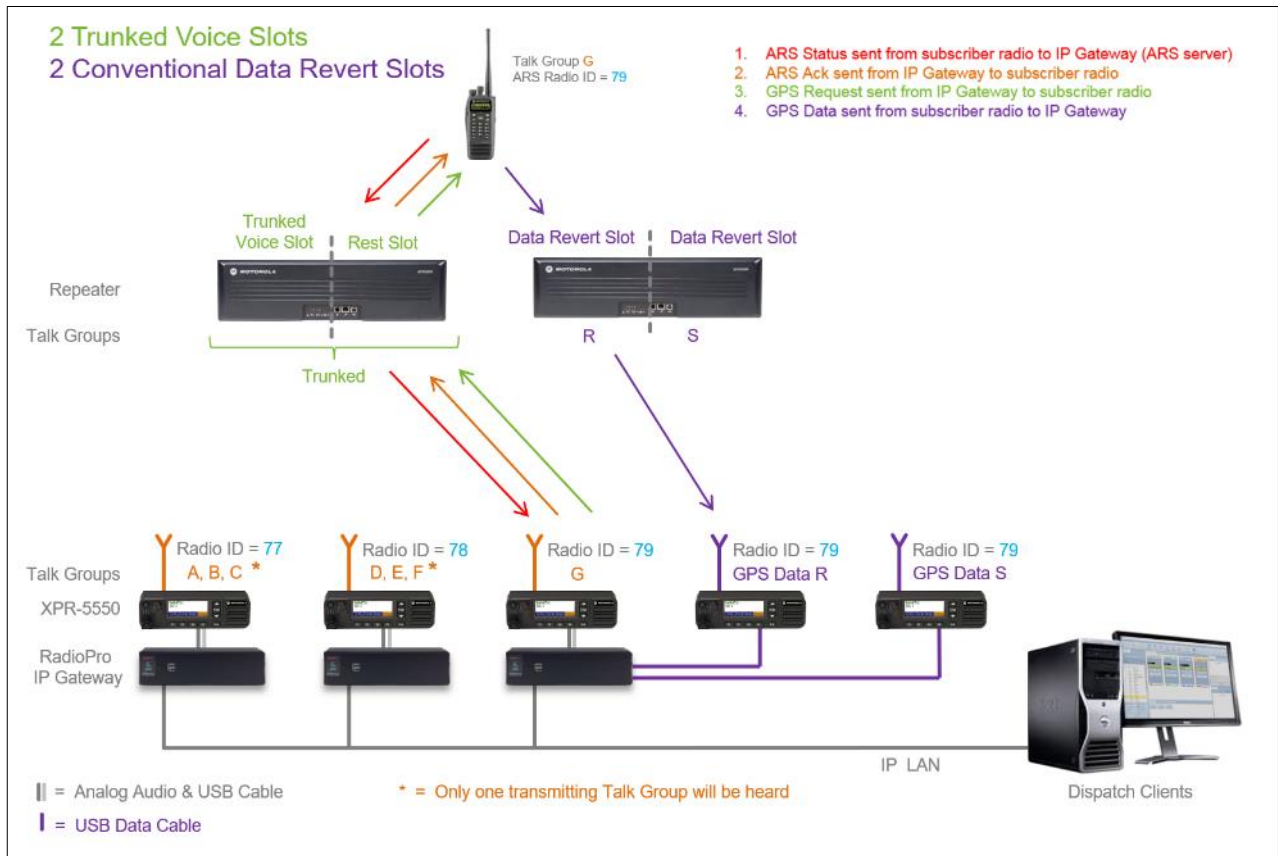 2 Trunked Voice Slots
2 Conventional Data Revert Slots
Talk Group G
ARS Radio ID = 79
1. ARS Status sent from subscriber radio to IP Gateway (ARS server)
2. ARS Ack sent from IP Gateway to subscriber radio
3. GPS Request sent from IP Gateway to subscriber radio
4. GPS Data sent from subscriber radio to IP Gateway
Trunked
Voice Slot
Rest Slot
Data Revert Slot
Data Revert Slot
Repeater
MOTOROLA
MOTOROLA
Talk Groups
R
S
Trunked
Radio ID = 77
Radio ID = 78
Radio ID = 79
Radio ID = 79
Radio ID = 79
Talk Groups
A, B, C *
D, E, F *
G
GPS Data R
GPS Data S
XPR-5550
RadioPro
IP Gateway
IP LAN
Dispatch Clients
= Analog Audio & USB Cable
* = Only one transmitting Talk Group will be heard
= USB Data Cable